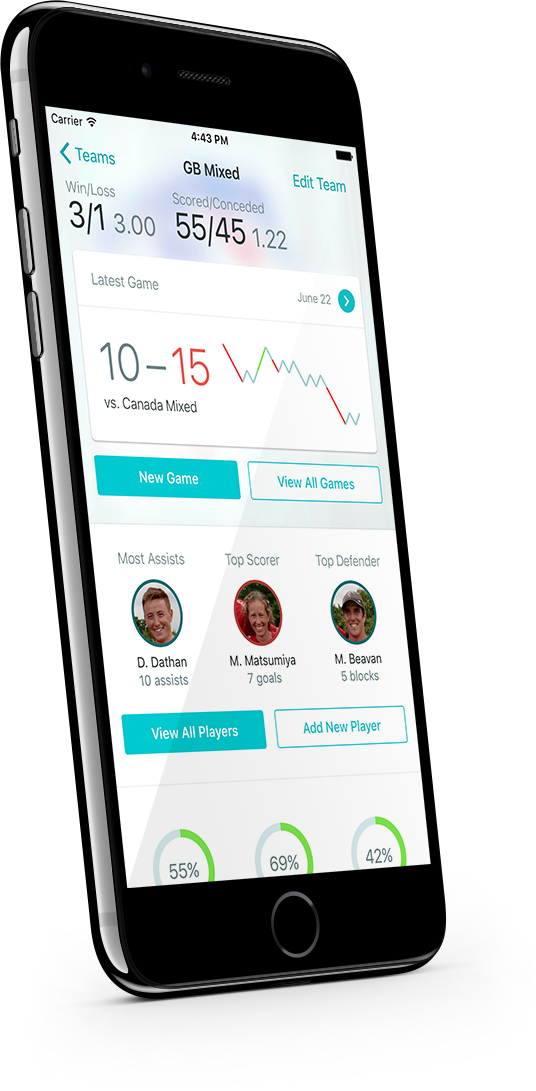 Carrier
4:43 PM
Teams
GB Mixed
Edit Team
Win/Loss
Scored/Conceded
3/1 3.00
55/45 1.22
Latest Game
June 22
10–15
vs. Canada Mixed
New Game
View All Games
Most Assists
Top Scorer
Top Defender
D. Dathan
M. Matsumiya
M. Beavan
10 assists
7 goals
5 blocks
View All Players
Add New Player
55%
69%
42%